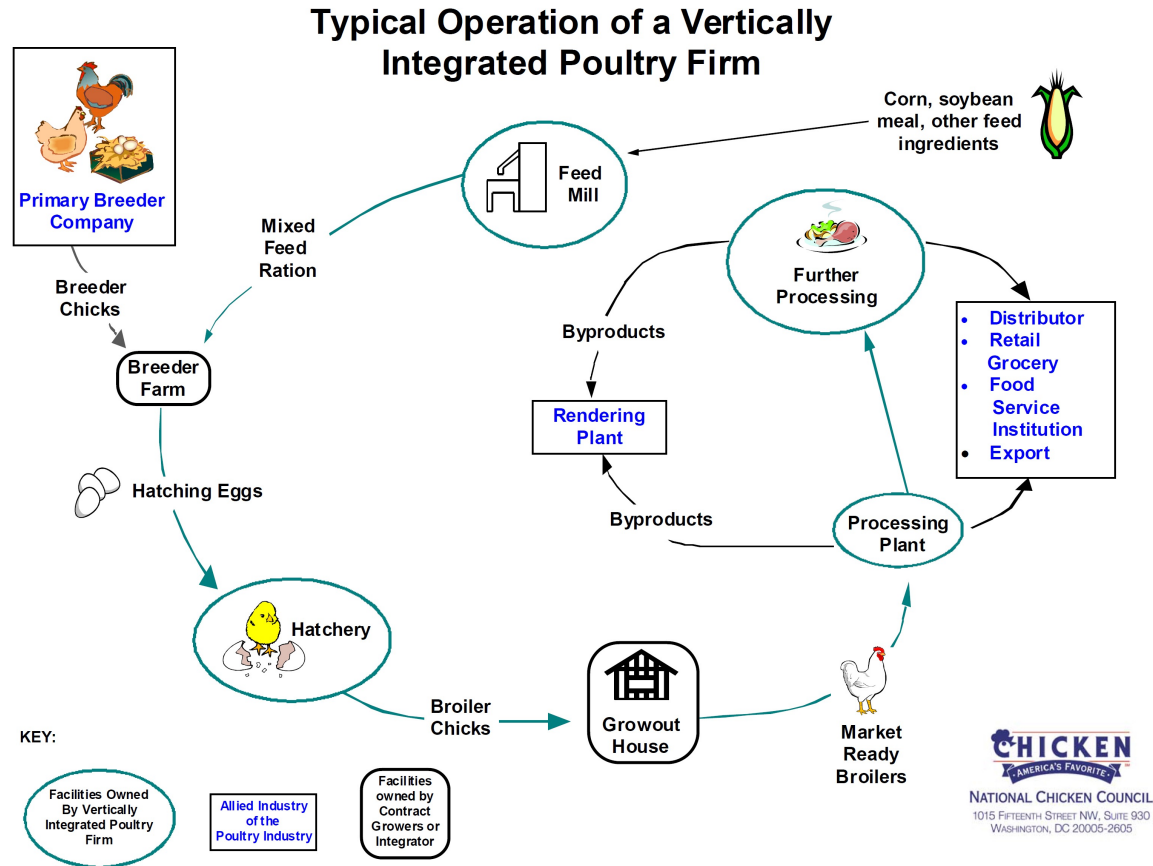 Typical Operation of a Vertically
Integrated Poultry Firm
Primary Breeder
Company
Corn, soybean
meal, other feed
ingredients
Feed
Mill
Mixed
Feed
Ration
Breeder
Chicks
Further
Processing
Byproducts
• Distributor
• Retail
Grocery
• Food
Service
Institution
• Export
Breeder
Farm
Rendering
Plant
Hatching Eggs
Byproducts
Processing
Plant
Hatchery
Broiler
Chicks
Growout
House
Market
Ready
Broilers
KEY:
Facilities Owned
By Vertically
Integrated Poultry
Firm
Allied Industry
of the
Poultry Industry
Facilities
owned by
Contract
Growers or
Integrator
CHICKEN
AMERICA'S FAVORITE
NATIONAL CHICKEN COUNCIL
1015 FIFTEENTH STREET NW, SUITE 930
WASHINGTON, DC 20005-2605